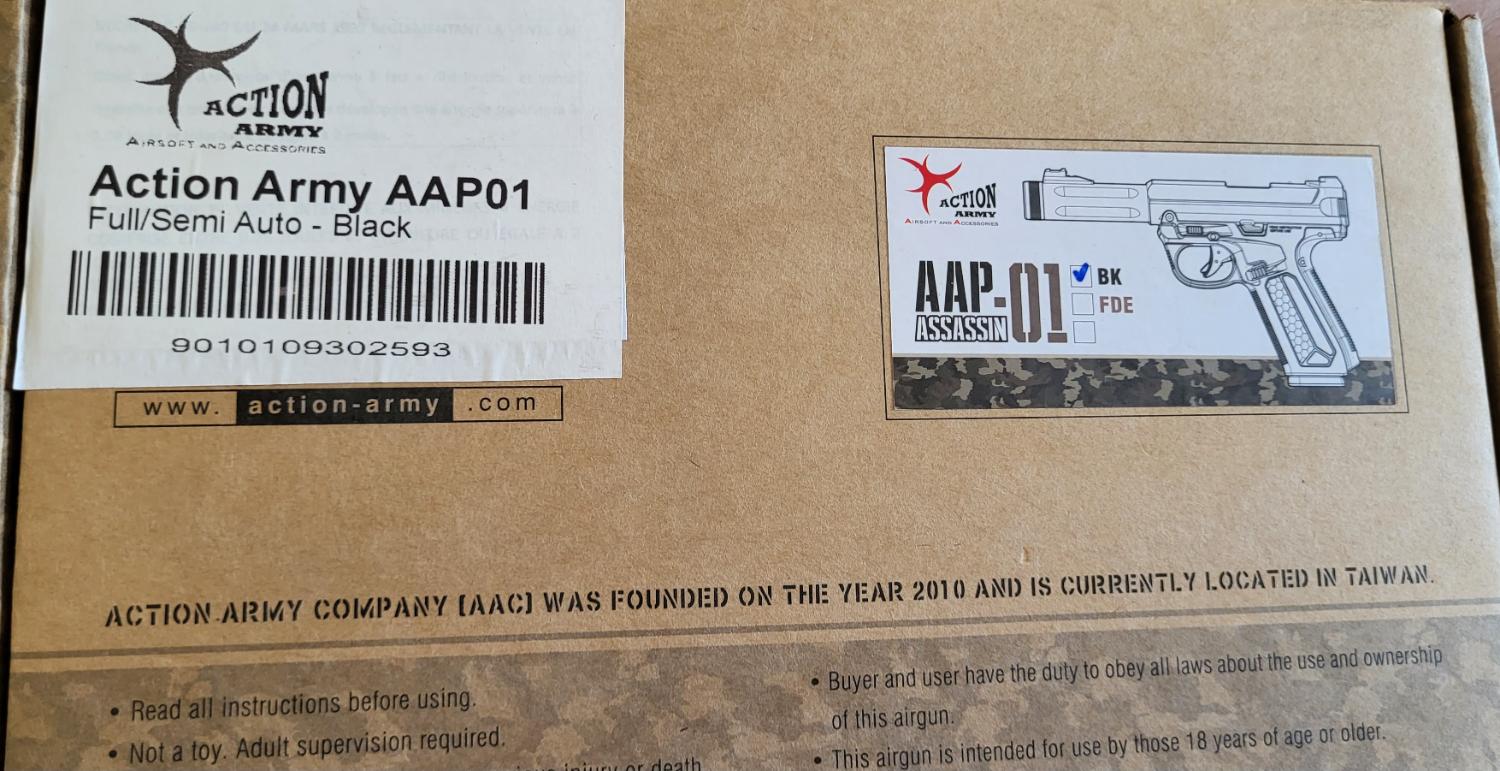 ACTION
ARMY
AIRSOFT AND ACCESSORIES
Action Army AAP01
Full/Semi Auto - Black
9010109302593
www. action-army .com
ACTION
ARMY
AIRSOFT AND ACCESSORIES
AAP-01
ASSASSIN
BK
FDE
ACTION ARMY COMPANY (AAC) WAS FOUNDED ON THE YEAR 2010 AND IS CURRENTLY LOCATED IN TAIWAN.
• Read all instructions before using.
• Not a toy. Adult supervision required.
injury or death
• Buyer and user have the duty to obey all laws about the use and ownership
of this airgun.
• This airgun is intended for use by those 18 years of age or older.